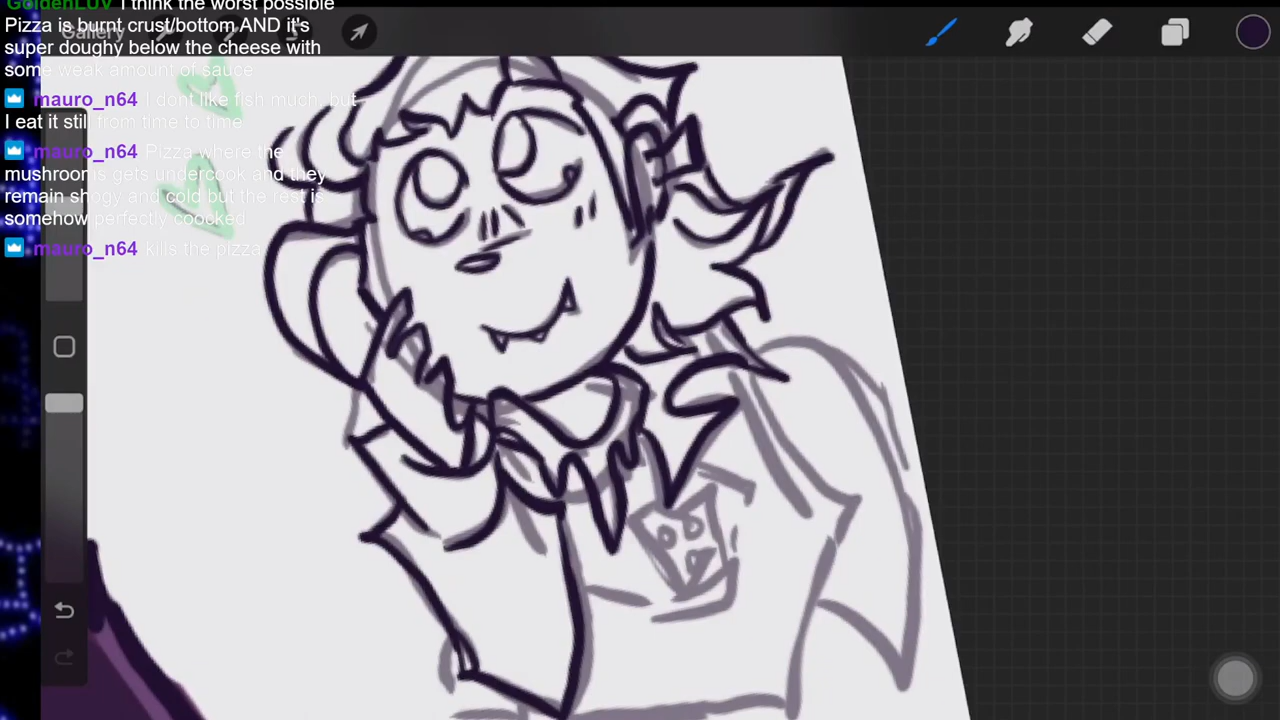 GoldenLUV I think the worst possible
Pizza is burnt crust/bottom AND it's
Gallery
super doughy below the cheese with
some weak amount of sauce
mauro_n64 I dont like fish much, but
I eat it still from time to time
mauro_n64 Pizza where the
mushrooms gets undercook and they
remain shogy and cold but the rest is
somehow perfectly coocked
mauro_n64 kills the pizza